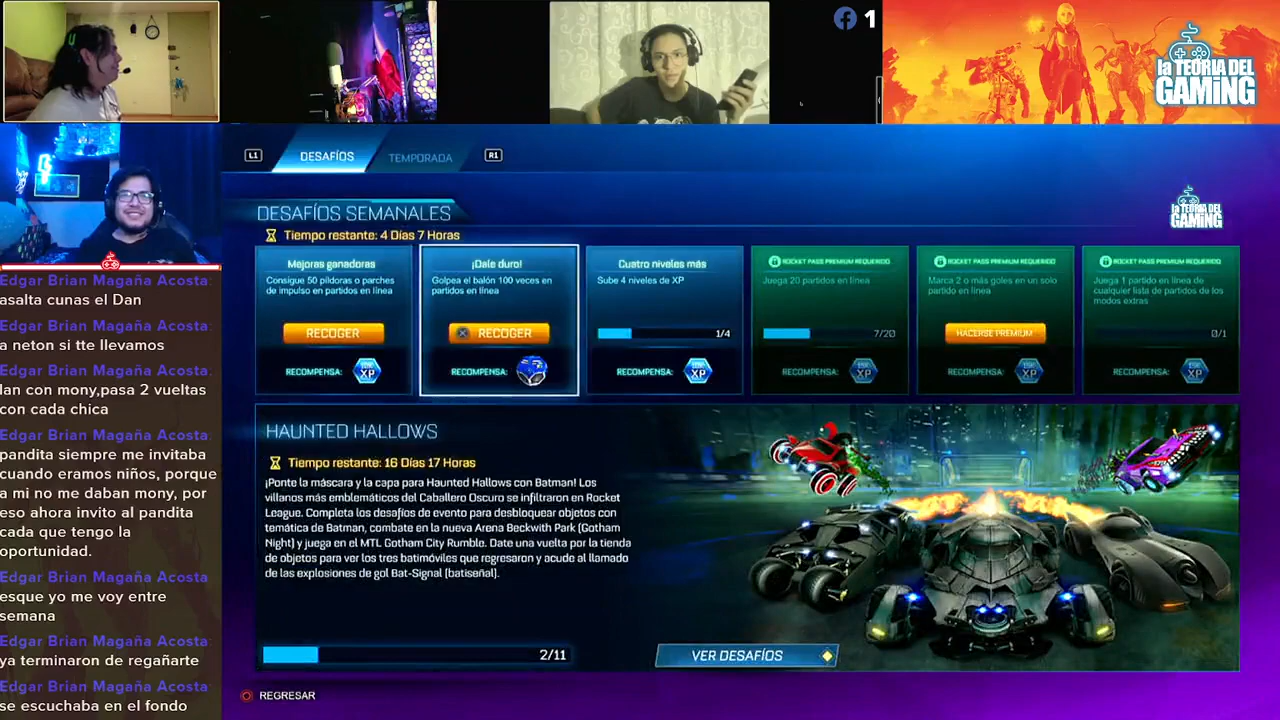 1
la TEORÍA DEL
GAMING
L1
DESAFÍOS
TEMPORADA
R1
DESAFÍOS SEMANALES
Tiempo restante: 4 Días 7 Horas
la TEORÍA DEL
GAMING
Mejoras ganadoras
Consigue 50 píldoras o parches
de impulso en partidos en línea
RECOGER
RECOMPENSA:
XP
¡Dale duro!
Golpea el balón 100 veces en
partidos en línea
RECOGER
RECOMPENSA:
Cuatro niveles más
Sube 4 niveles de XP
1/4
RECOMPENSA:
XP
ROCKET PASS PREMIUM REQUERIDO
Juega 20 partidos en línea
7/20
RECOMPENSA:
XP
ROCKET PASS PREMIUM REQUERIDO
Marca 2 o más goles en un solo
partido en línea
HACERSE PREMIUM
RECOMPENSA:
XP
ROCKET PASS PREMIUM REQUERIDO
Juega 1 partido en línea de
cualquier lista de partidos de los
modos extras
0/1
RECOMPENSA:
XP
HAUNTED HALLOWS
Tiempo restante: 16 Días 17 Horas
¡Ponte la máscara y la capa para Haunted Hallows con Batman! Los
villanos más emblemáticos del Caballero Oscuro se infiltraron en Rocket
League. Completa los desafíos de evento para desbloquear objetos con
temática de Batman, combate en la nueva Arena Beckwith Park (Gotham
Night) y juega en el MTL Gotham City Rumble. Date una vuelta por la tienda
de objetos para ver los tres batimóviles que regresaron y acude al llamado
de las explosiones de gol Bat-Signal (batiseñal).
2/11
VER DESAFÍOS
REGRESAR
Edgar Brian Magaña Acosta:
asalta cunas el Dan
Edgar Brian Magaña Acosta:
a neton si tte llevamos
Edgar Brian Magaña Acosta:
Ian con mony,pasa 2 vueltas
con cada chica
Edgar Brian Magaña Acosta:
pandita siempre me invitaba
cuando eramos niños, porque
a mi no me daban mony, por
eso ahora invito al pandita
cada que tengo la
oportunidad.
Edgar Brian Magaña Acosta
esque yo me voy entre
semana
Edgar Brian Magaña Acosta:
ya terminaron de regañarte
Edgar Brian Magaña Acosta
se escuchaba en el fondo